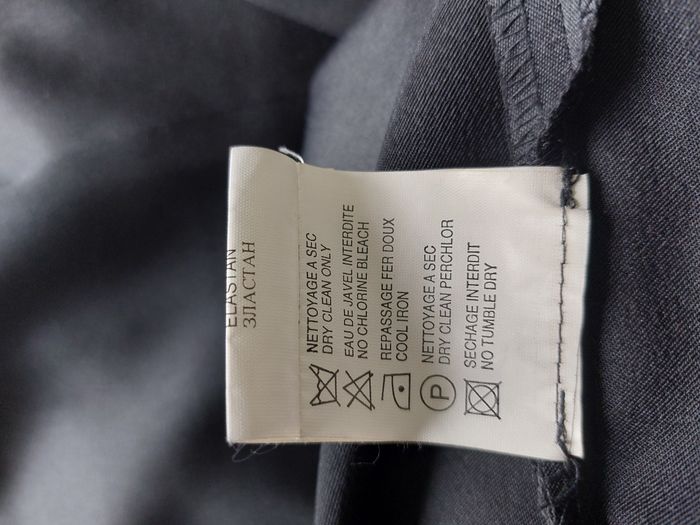 ELASTAN
ЗЛАСТАН
NETTOYAGE A SEC
DRY CLEAN ONLY
EAU DE JAVEL INTERDITE
NO CHLORINE BLEACH
REPASSAGE FER DOUX
COOL IRON
P
NETTOYAGE A SEC
DRY CLEAN PERCHLOR
SECHAGE INTERDIT
NO TUMBLE DRY